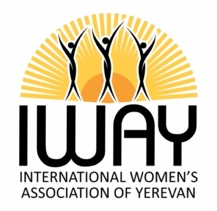 IWAY
INTERNATIONAL WOMEN'S
ASSOCIATION OF YEREVAN